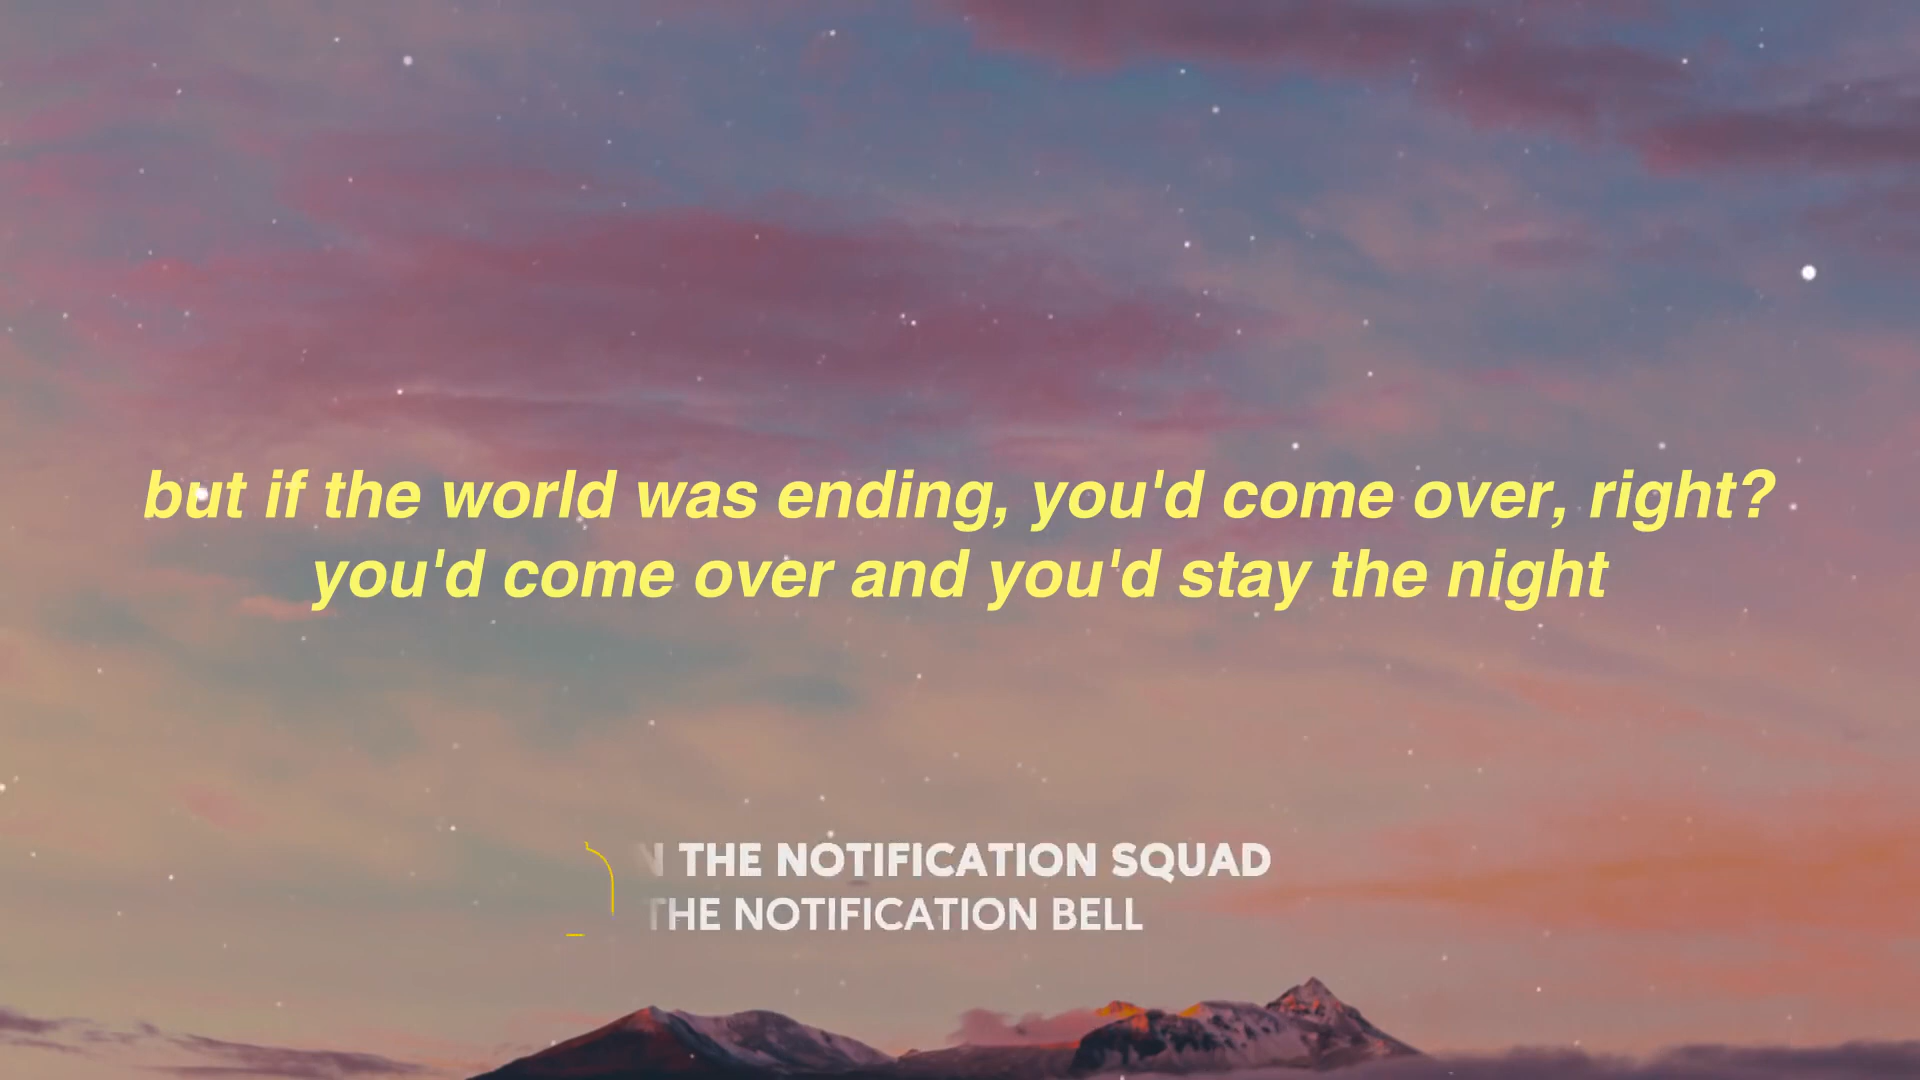 but if the world was ending, you'd come over, right?
you'd come over and you'd stay the night
THE NOTIFICATION SQUAD
THE NOTIFICATION BELL